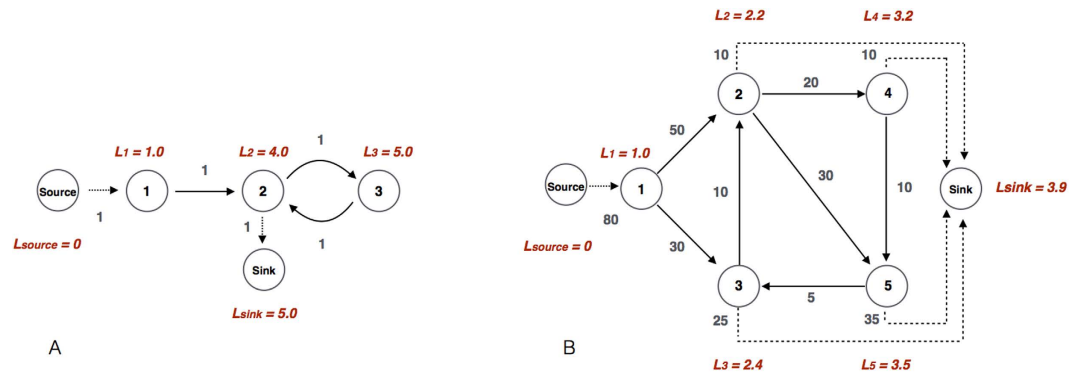 L1 = 1.0
L2 = 4.0
L3 = 5.0
1
1
Source
1
2
3
1
1
1
Lsource = 0
Sink
Lsink = 5.0
A
L2 = 2.2
L4 = 3.2
10
10
20
2
4
50
L1 = 1.0
Source
1
30
10
10
Sink
Lsink = 3.9
80
30
Lsource = 0
3
5
5
25
35
B
L3 = 2.4
L5 = 3.5